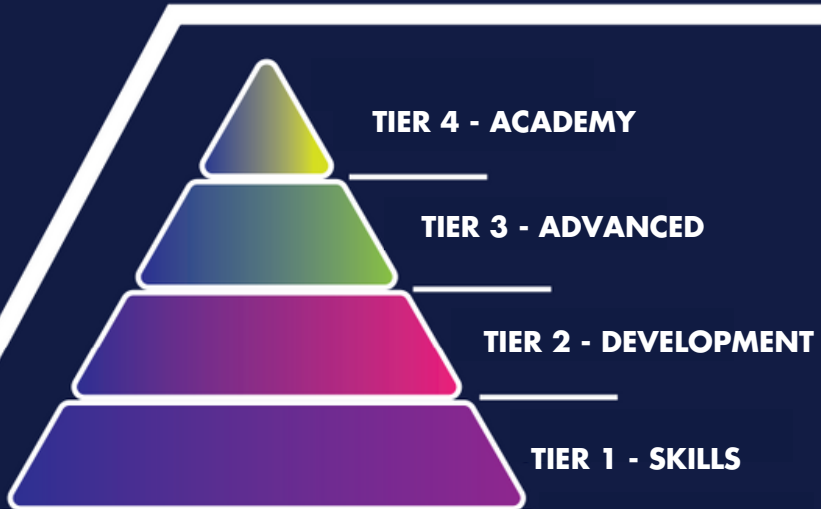 TIER 4 - ACADEMY
TIER 3 - ADVANCED
TIER 2 - DEVELOPMENT
TIER 1 - SKILLS